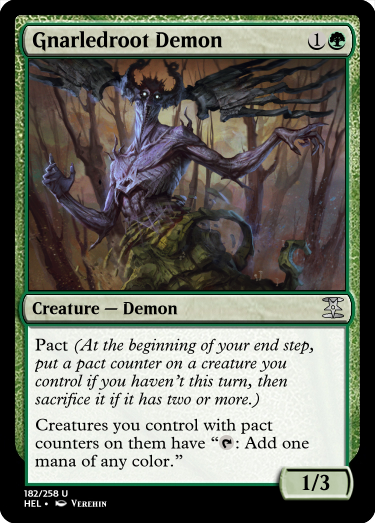 Gnarledroot Demon 1
Creature — Demon
Pact (At the beginning of your end step,
put a pact counter on a creature you
control if you haven't this turn, then
sacrifice it if it has two or more.)
Creatures you control with pact
counters on them have “: Add one
mana of any color.”
1/3
182/258 U
HEL • Verehin